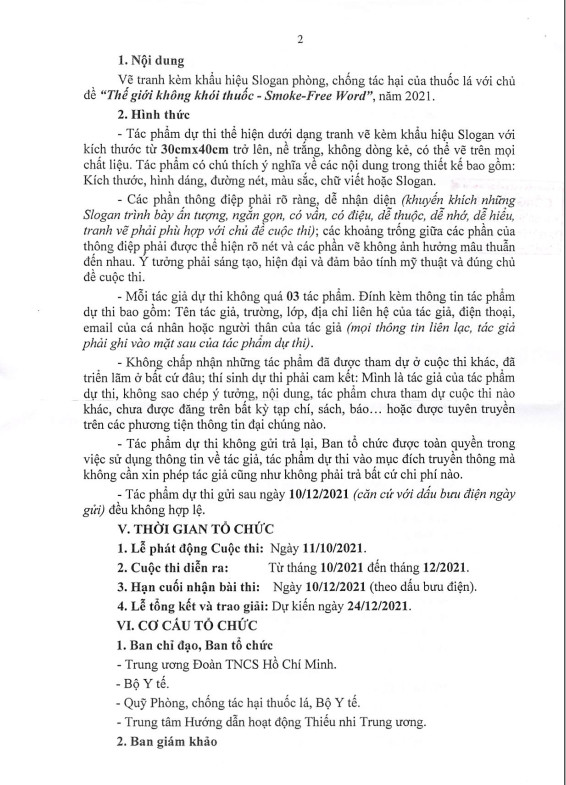 2
1. Nội dung
Vẽ tranh kèm khẩu hiệu Slogan phòng, chống tác hại của thuốc lá với chủ
đề “Thế giới không khói thuốc - Smoke-Free Word”, năm 2021.
2. Hình thức
- Tác phẩm dự thi thể hiện dưới dạng tranh vẽ kèm khẩu hiệu Slogan với
kích thước từ 30cmx40cm trở lên, nề trắng, không dòng kẻ, có thể vẽ trên mọi
chất liệu. Tác phẩm có chú thích ý nghĩa về các nội dung trong thiết kế bao gồm:
Kích thước, hình dáng, đường nét, màu sắc, chữ viết hoặc Slogan.
- Các phần thông điệp phải rõ ràng, dễ nhận diện (khuyến khích những
Slogan trình bày ấn tượng, ngắn gọn, có vần, có điệu, dễ thuộc, dễ nhớ, dễ hiểu,
tranh vẽ phải phù hợp với chủ đề cuộc thi); các khoảng trống giữa các phần của
thông điệp phải được thể hiện rõ nét và các phần vẽ không ảnh hưởng mâu thuẫn
đến nhau. Ý tưởng phải sáng tạo, hiện đại và đảm bảo tính mỹ thuật và đúng chủ
đề cuộc thi.
- Mỗi tác giả dự thi không quá 03 tác phẩm. Đính kèm thông tin tác phẩm
dự thi bao gồm: Tên tác giả, trường, lớp, địa chỉ liên hệ của tác giả, điện thoại,
email của cá nhân hoặc người thân của tác giả (mọi thông tin liên lạc, tác giả
phải ghi vào mặt sau của tác phẩm dự thi).
- Không chấp nhận những tác phẩm đã được tham dự ở cuộc thi khác, đã
triển lãm ở bất cứ đâu; thí sinh dự thi phải cam kết: Mình là tác giả của tác phẩm
dự thi, không sao chép ý tưởng, nội dung, tác phẩm chưa tham dự cuộc thi nào
khác, chưa được đăng trên bất kỳ tạp chí, sách, báo… hoặc được tuyên truyền
trên các phương tiện thông tin đại chúng nào.
- Tác phẩm dự thi không gửi trả lại, Ban tổ chức được toàn quyền trong
việc sử dụng thông tin về tác giả, tác phẩm dự thi vào mục đích truyền thông mà
không cần xin phép tác giả cũng như không phải trả bất cứ chi phí nào.
- Tác phẩm dự thi gửi sau ngày 10/12/2021 (căn cứ với dấu bưu điện ngày
gửi) đều không hợp lệ.
V. THỜI GIAN TỔ CHỨC
1. Lễ phát động Cuộc thi: Ngày 11/10/2021.
2. Cuộc thi diễn ra: Từ tháng 10/2021 đến tháng 12/2021.
3. Hạn cuối nhận bài thi: Ngày 10/12/2021 (theo dấu bưu điện).
4. Lễ tổng kết và trao giải: Dự kiến ngày 24/12/2021.
VI. CƠ CẤU TỔ CHỨC
1. Ban chỉ đạo, Ban tổ chức
- Trung ương Đoàn TNCS Hồ Chí Minh.
- Bộ Y tế.
- Quỹ Phòng, chống tác hại thuốc lá, Bộ Y tế.
- Trung tâm Hướng dẫn hoạt động Thiếu nhi Trung ương.
2. Ban giám khảo